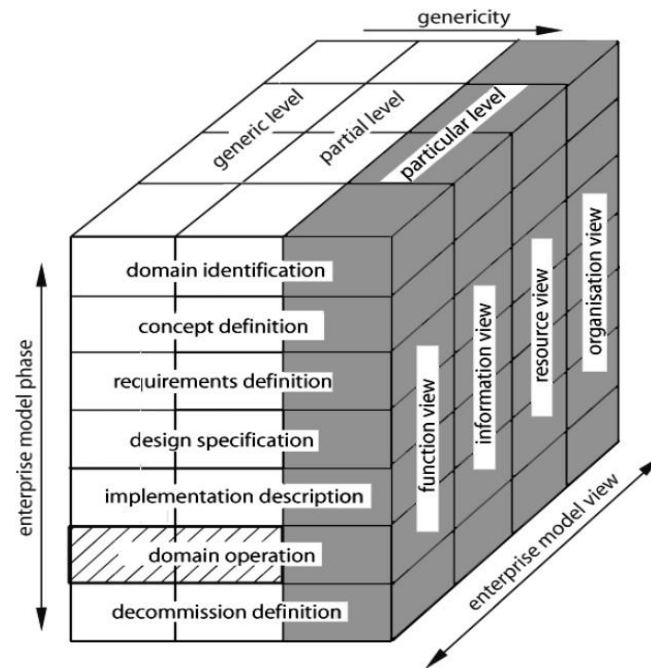 genericity
generic level
partial level
particular level
domain identification
concept definition
requirements definition
design specification
implementation description
domain operation
decommission definition
enterprise model phase
function view
information view
resource view
organisation view
enterprise model view